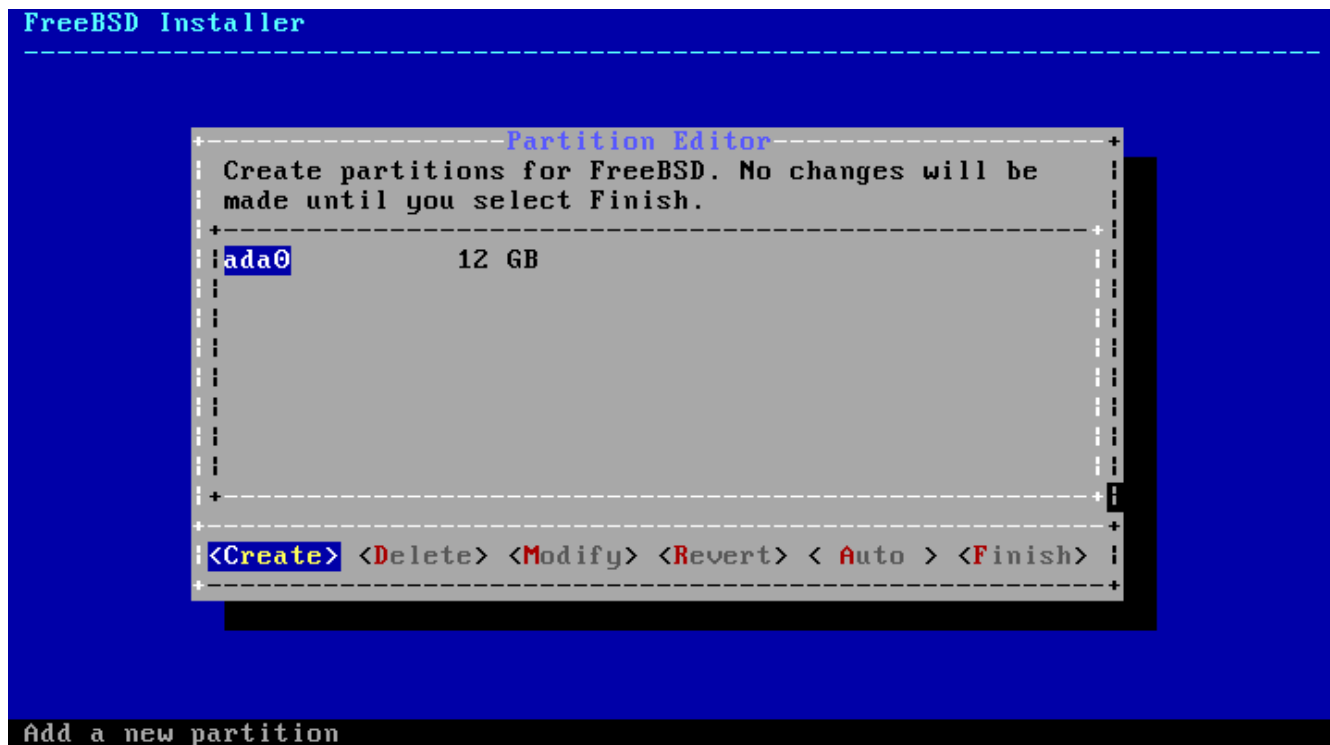 FreeBSD Installer
Partition Editor
Create partitions for FreeBSD. No changes will be
made until you select Finish.
ada0 12 GB
<Create> <Delete> <Modify> <Revert> < Auto > <Finish>
Add a new partition